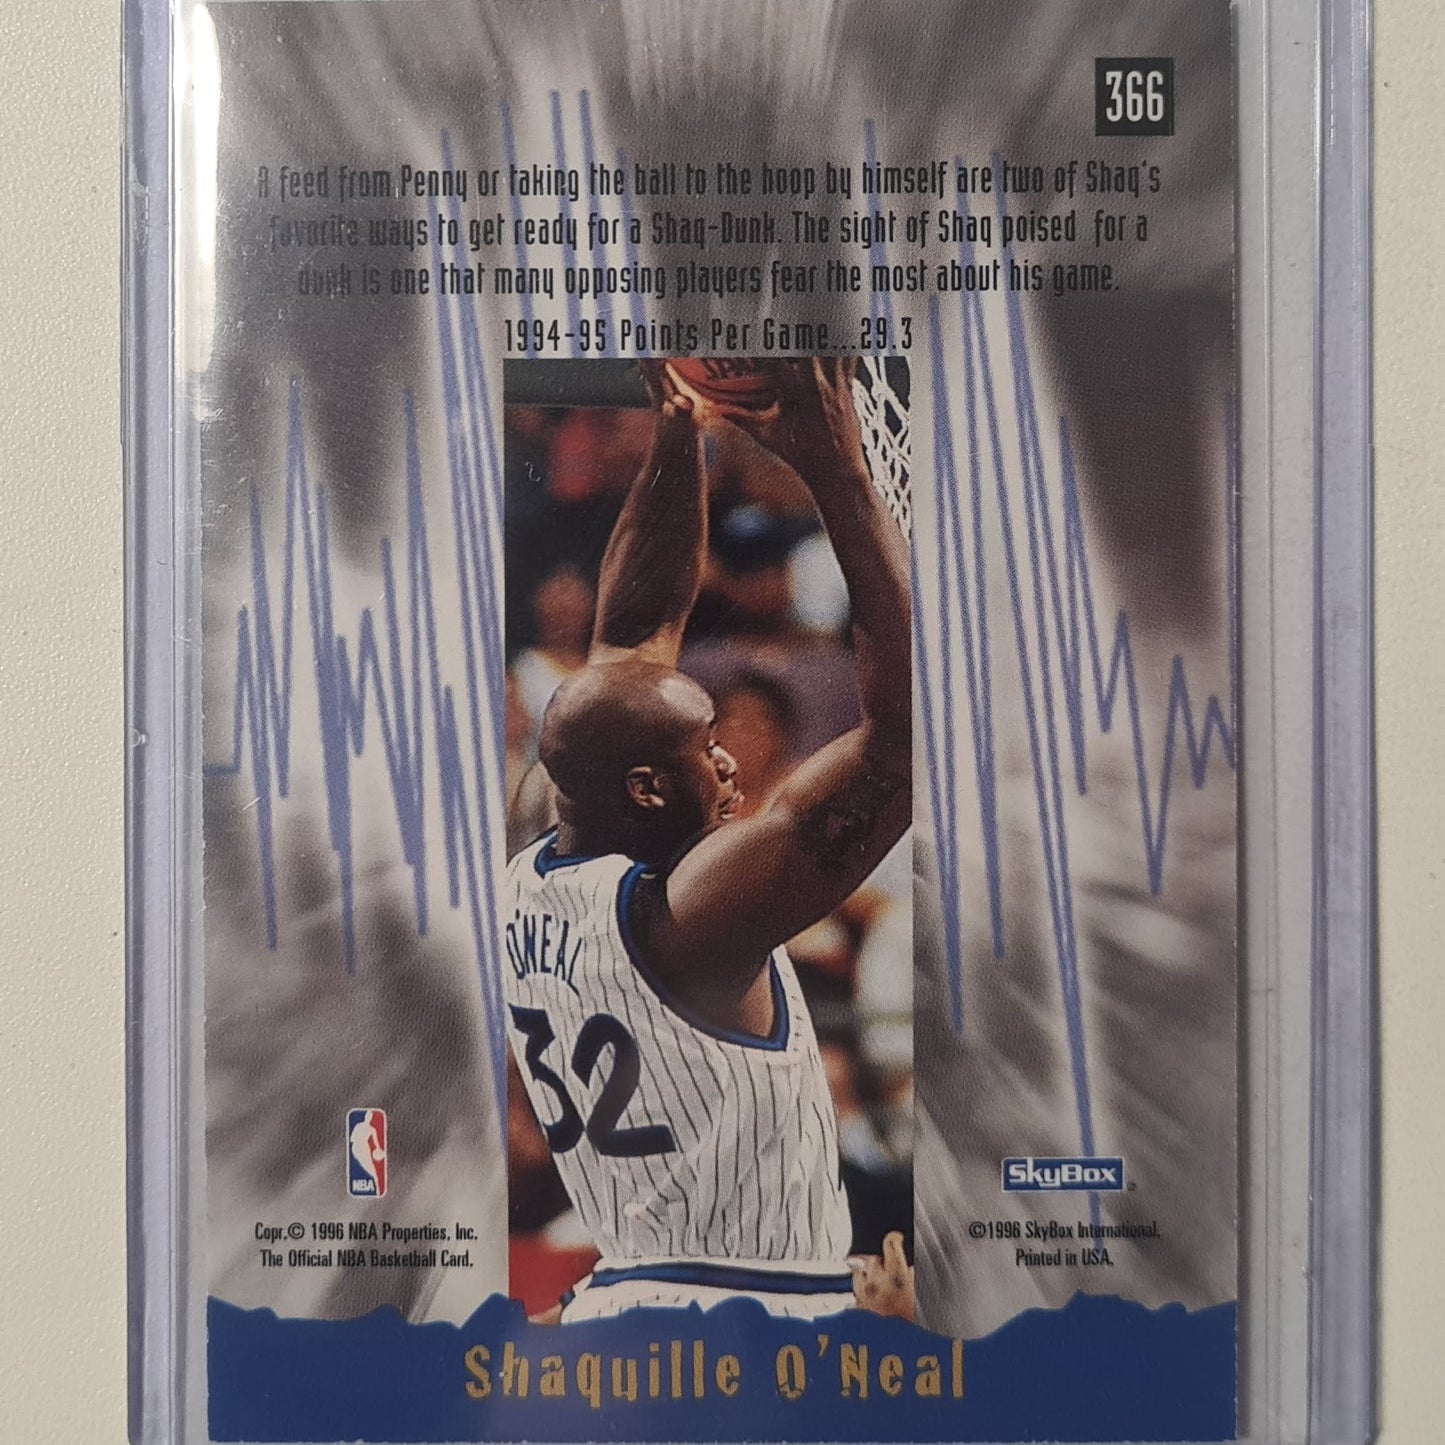 366
A feed from Penny or taking the ball to the hoop by himself are two of Shaq's
favorite ways to get ready for a Shaq-Dunk. The sight of Shaq poised for a
dunk is one that many opposing players fear the most about his game.
1994-95 Points Per Game...29.3
SPAL
O'NEAL
32
NBA
SkyBox
Copr.© 1996 NBA Properties, Inc.
The Official NBA Basketball Card.
©1996 SkyBox International.
Printed in USA.
Shaquille O'Neal